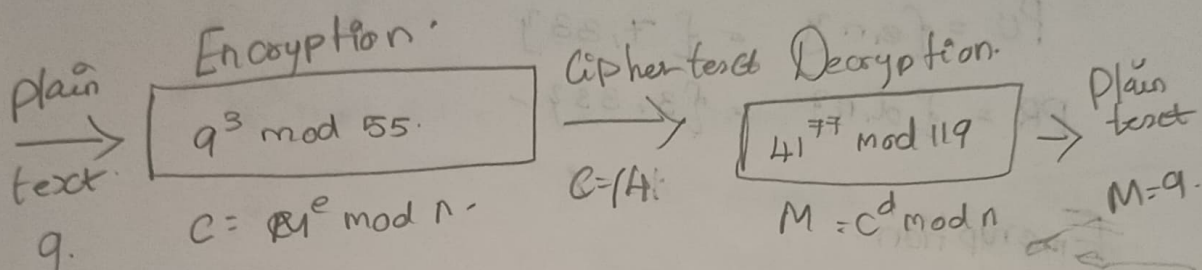 Encryption.
Ciphertext Decryption.
Plain
text
9.
9³ mod 55.
C = M^e mod n.
C=14.
41⁷⁷ mod 119
M = C^d mod n
Plain
text
M=9.